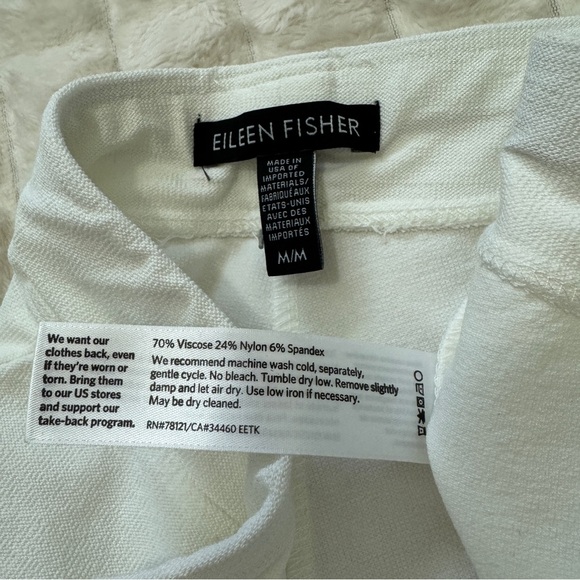 EILEEN FISHER
MADE IN
USA OF
IMPORTED
MATERIALS/
FABRIQUÉ AUX
ETATS-UNIS
AVEC DES
MATERIAUX
IMPORTÉS
M/M
We want our
clothes back, even
if they're worn or
torn. Bring them
to our US stores
and support our
take-back program.
70% Viscose 24% Nylon 6% Spandex
We recommend machine wash cold, separately,
gentle cycle. No bleach. Tumble dry low. Remove slightly
damp and let air dry. Use low iron if necessary.
May be dry cleaned.
RN#78121/CA#34460 EETK